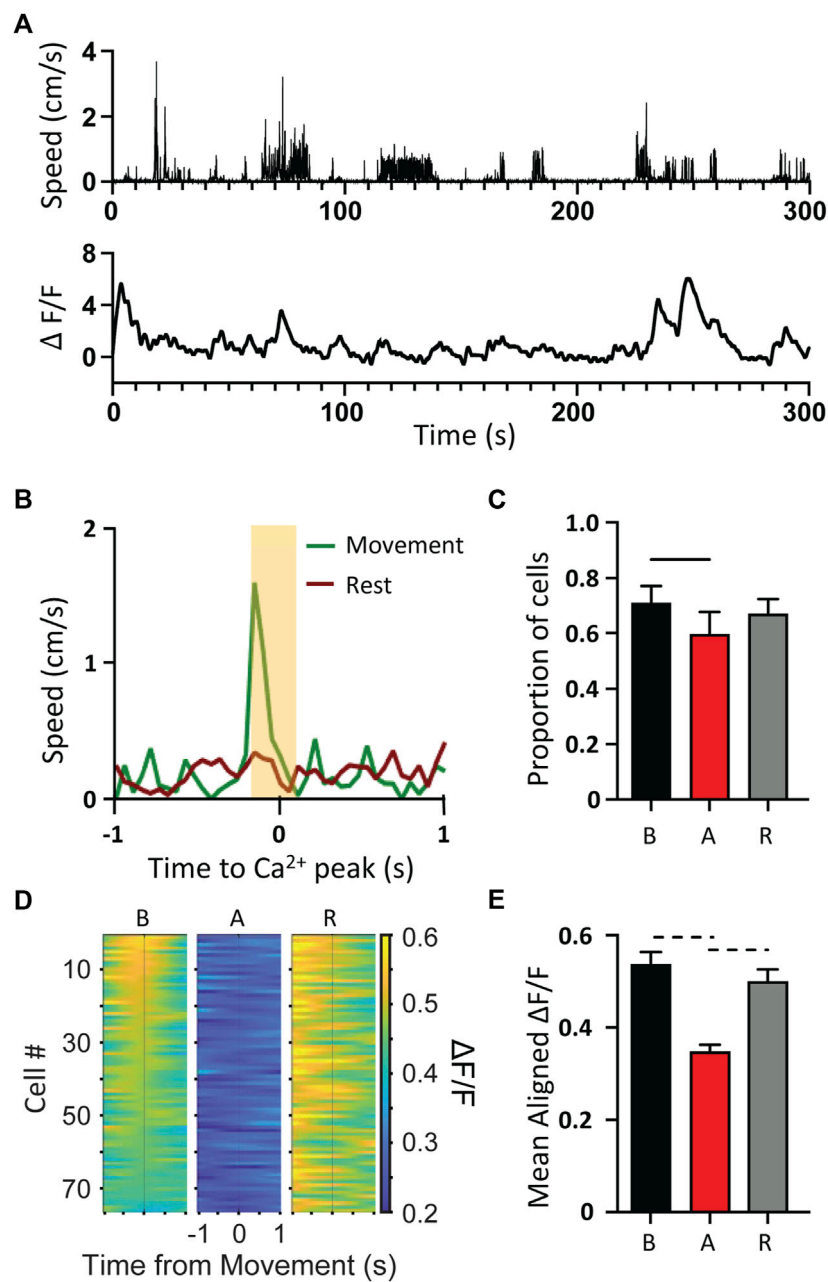 A
Speed (cm/s)
4
2
0
0 100 200 300
Δ F/F
8
4
0
0 100 200 300
Time (s)
B
Speed (cm/s)
2
1
0
Movement
Rest
-1 0 1
Time to Ca²⁺ peak (s)
C
Proportion of cells
1.0
0.8
0.6
0.4
0.2
0
B A R
D
B A R
Cell #
10
30
50
70
-1 0 1
Time from Movement (s)
0.6
0.5
0.4
0.3
0.2
ΔF/F
E
Mean Aligned ΔF/F
0.6
0.4
0.2
0
B A R